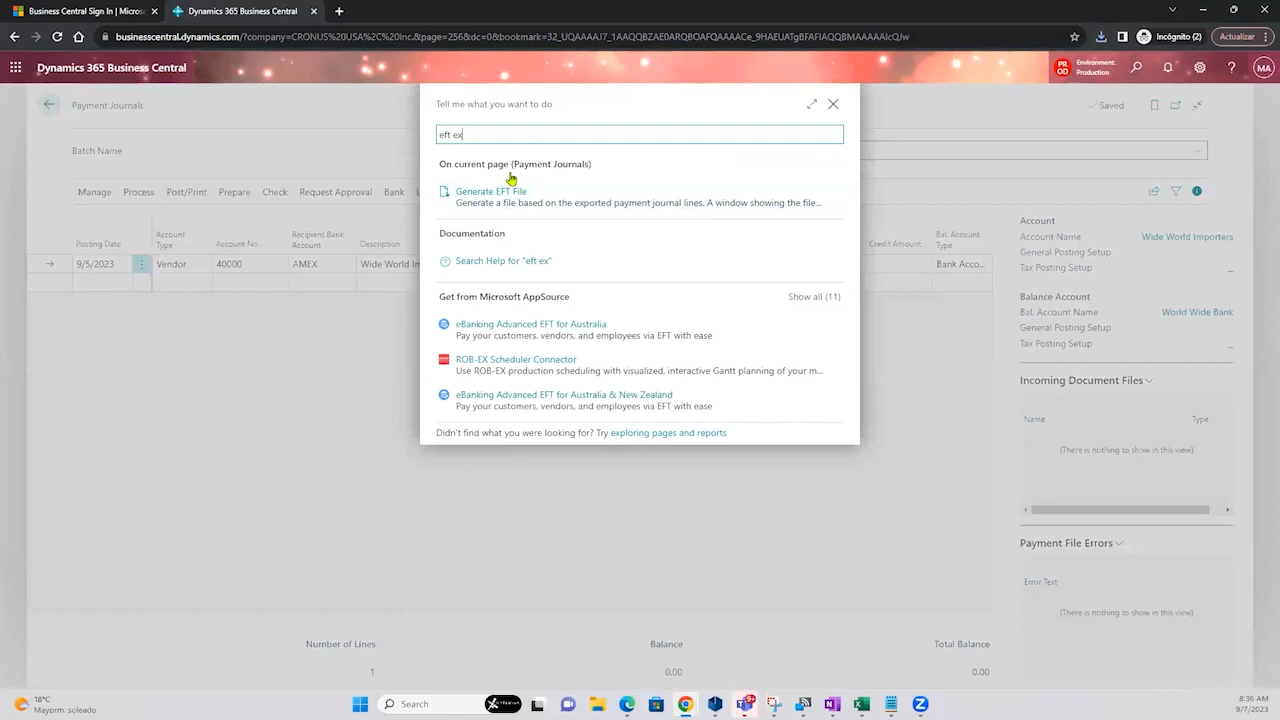 Business Central Sign In | Micros
Dynamics 365 Business Central
businesscentral.dynamics.com/?company=CRONUS%20USA%2C%20Inc.&page=256&dc=0&bookmark=32_UQAAAAJ7_1AAQQBZAE0ARQBOAFQAAAACe_9HAEUATgBFAFIAQQBMAAAAAIcQJw
Incógnito (2)
Actualizar
Dynamics 365 Business Central
PR OD
Environment:
Production
MA
Payment Journals
Saved
Batch Name
Manage Process Post/Print Prepare Check Request Approval Bank
Posting Date
Account Type
Account No.
Recipient Bank Account
Description
Credit Amount
Bal. Account Type
9/5/2023 Vendor 40000 AMEX Wide World Im Bank Acco...
Tell me what you want to do
eft ex
On current page (Payment Journals)
Generate EFT File
Generate a file based on the exported payment journal lines. A window showing the file...
Documentation
Search Help for "eft ex"
Get from Microsoft AppSource
Show all (11)
eBanking Advanced EFT for Australia
Pay your customers, vendors, and employees via EFT with ease
ROB-EX Scheduler Connector
Use ROB-EX production scheduling with visualized, interactive Gantt planning of your m...
eBanking Advanced EFT for Australia & New Zealand
Pay your customers, vendors, and employees via EFT with ease
Didn't find what you were looking for? Try exploring pages and reports
Account
Account Name Wide World Importers
General Posting Setup
Tax Posting Setup _
Balance Account
Bal. Account Name World Wide Bank
General Posting Setup
Tax Posting Setup _
Incoming Document Files
Name Type
(There is nothing to show in this view)
Payment File Errors
Error Text
(There is nothing to show in this view)
Number of Lines Balance Total Balance
1 0.00 0.00
18°C
Mayorm. soleado
Search
9+
8:36 AM
9/7/2023